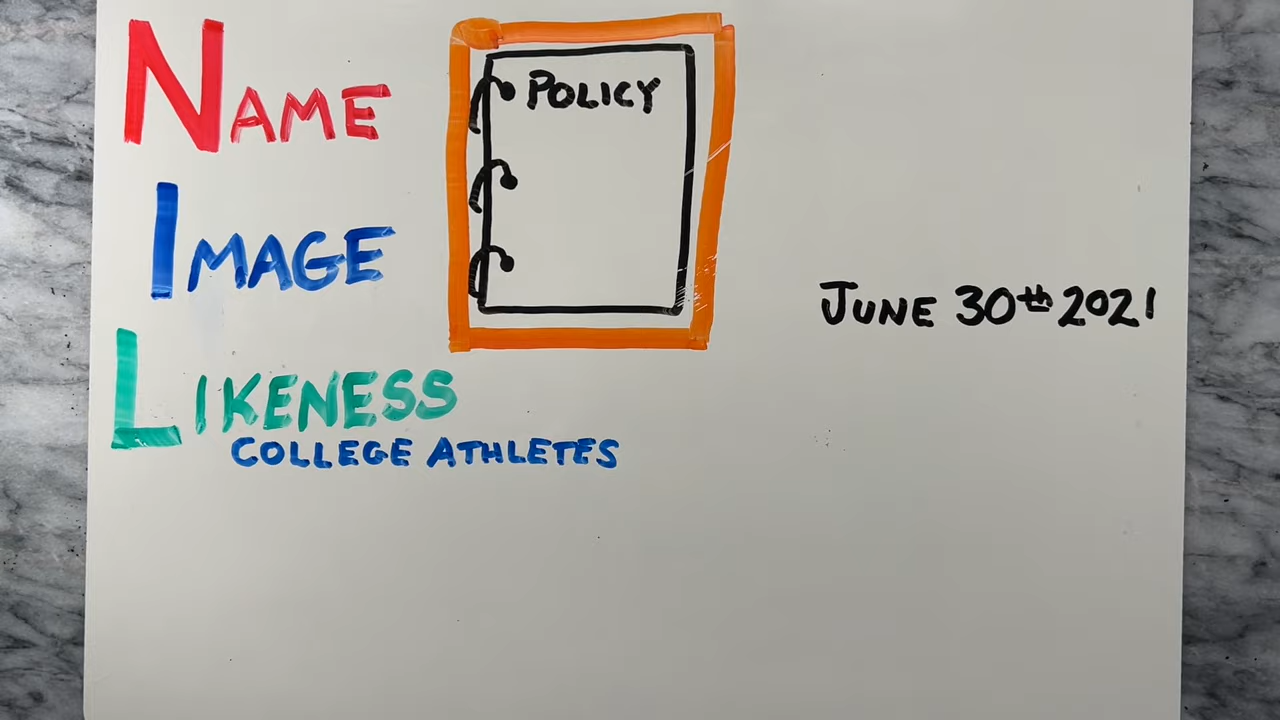 NAME
IMAGE
LIKENESS
COLLEGE ATHLETES
POLICY
JUNE 30th 2021